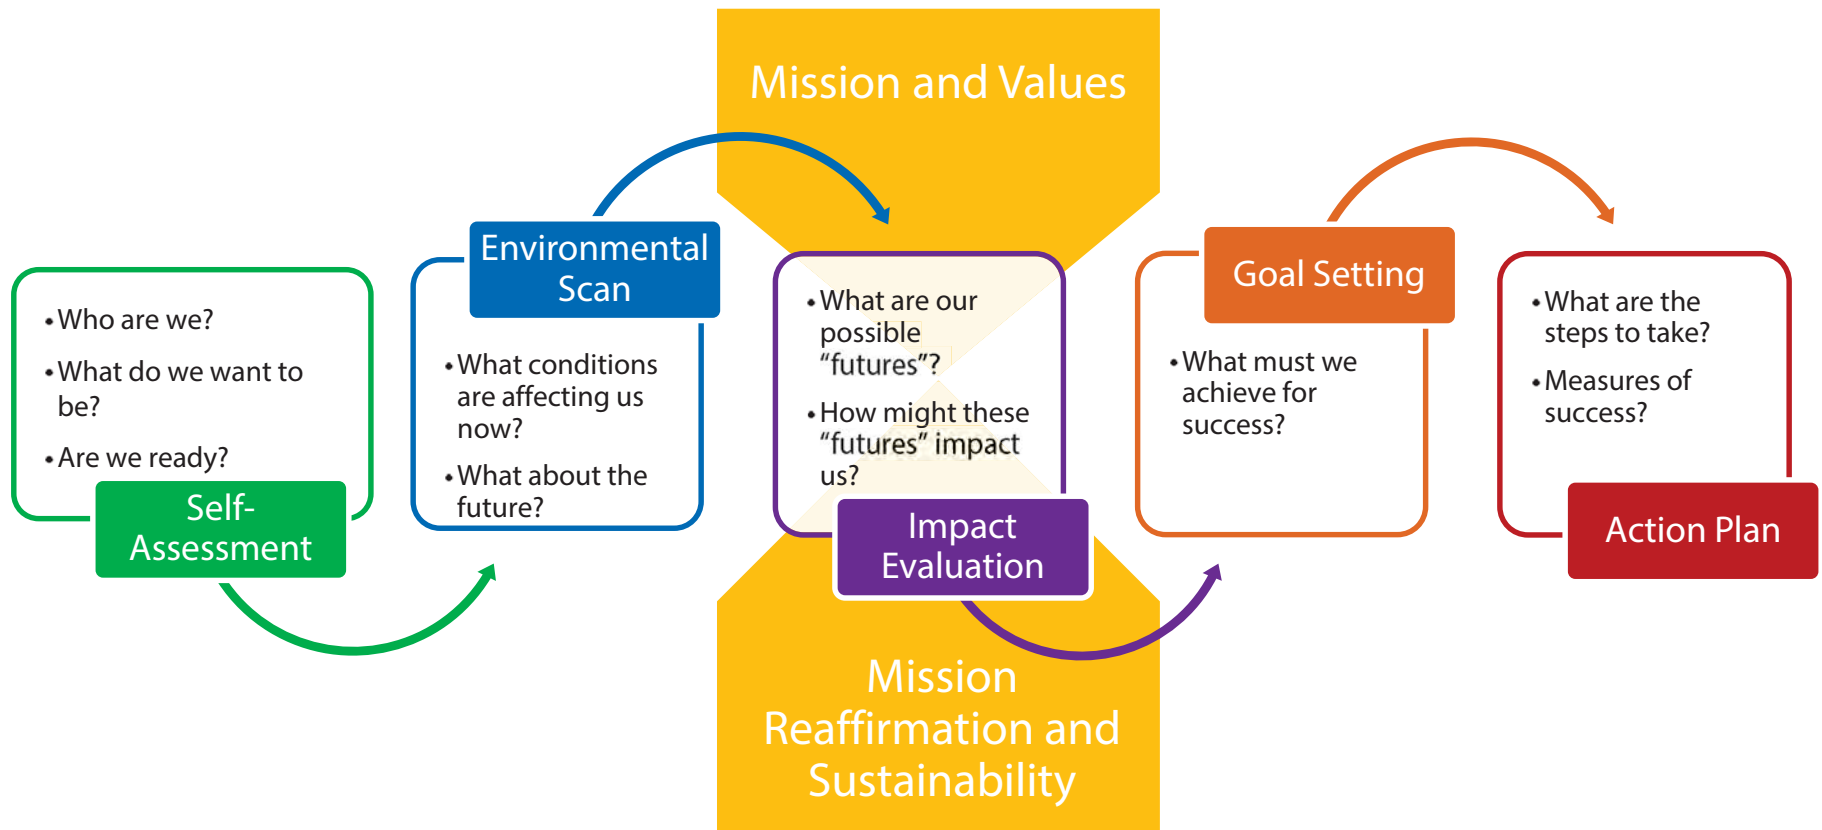 Mission and Values
• Who are we?
• What do we want to
be?
• Are we ready?
Self-
Assessment
Environmental
Scan
• What conditions
are affecting us
now?
• What about the
future?
• What are our
possible
“futures”?
• How might these
“futures” impact
us?
Impact
Evaluation
Goal Setting
• What must we
achieve for
success?
• What are the
steps to take?
• Measures of
success?
Action Plan
Mission
Reaffirmation and
Sustainability